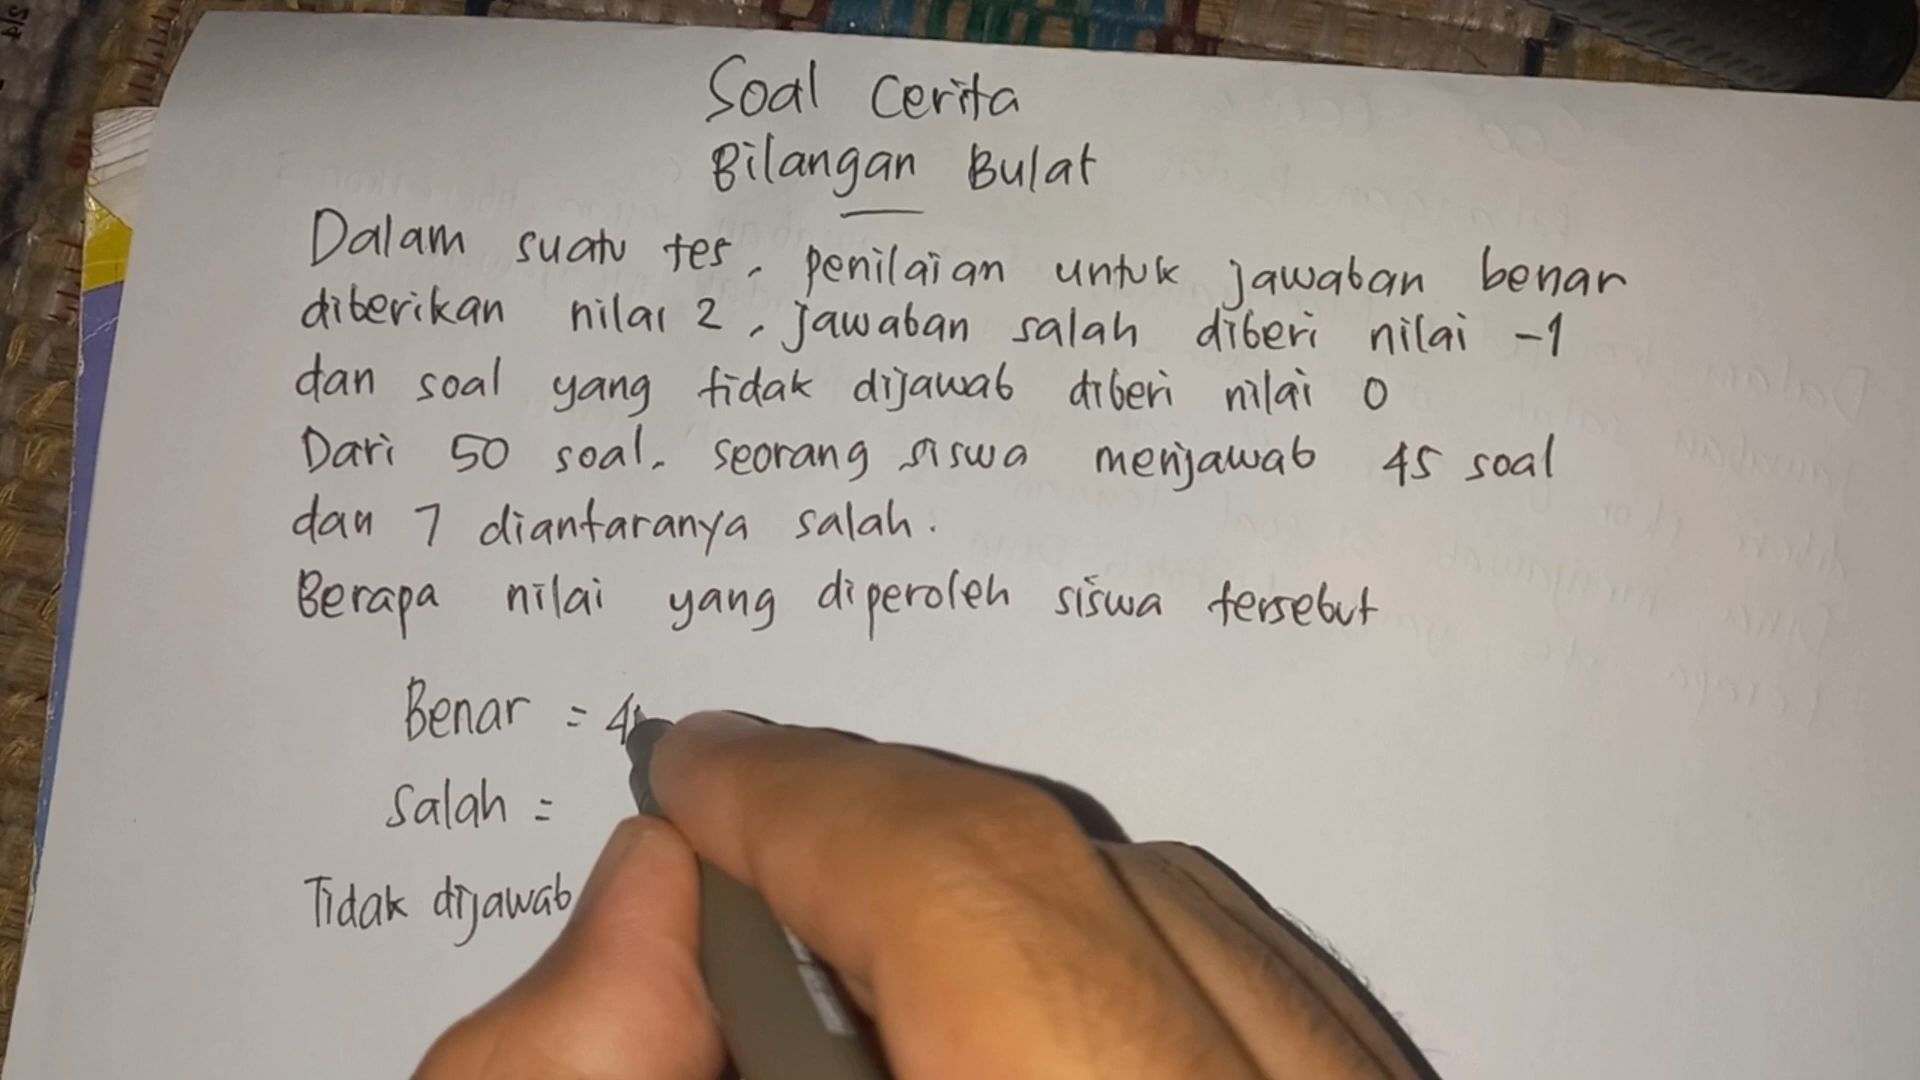 Soal Cerita
Bilangan Bulat
Dalam suatu tes, penilaian untuk jawaban benar
diberikan nilai 2, jawaban salah diberi nilai -1
dan soal yang tidak dijawab diberi nilai 0
Dari 50 soal, seorang siswa menjawab 45 soal
dan 7 diantaranya salah.
Berapa nilai yang diperoleh siswa tersebut
Benar = 4
Salah =
Tidak dijawab